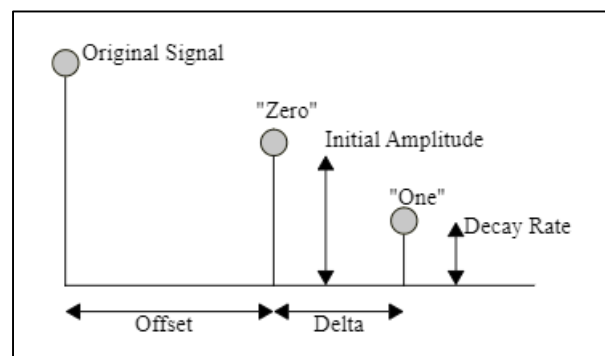 Original Signal
"Zero"
Initial Amplitude
"One"
Decay Rate
Offset
Delta